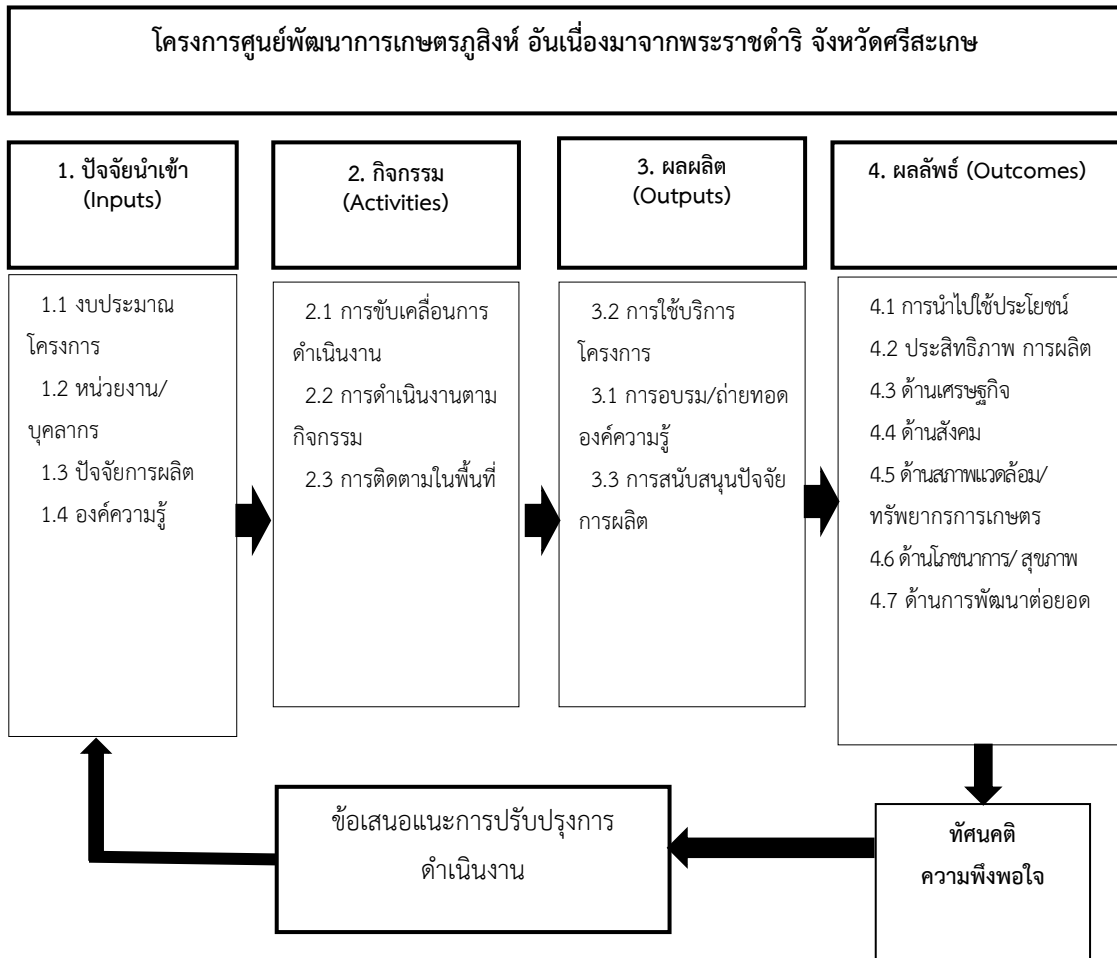 โครงการศูนย์พัฒนาการเกษตรภูสิงห์ อันเนื่องมาจากพระราชดำริ จังหวัดศรีสะเกษ
1. ปัจจัยนำเข้า
(Inputs)
1.1 งบประมาณ
โครงการ
1.2 หน่วยงาน/
บุคลากร
1.3 ปัจจัยการผลิต
1.4 องค์ความรู้
2. กิจกรรม
(Activities)
2.1 การขับเคลื่อนการ
ดำเนินงาน
2.2 การดำเนินงานตาม
กิจกรรม
2.3 การติดตามในพื้นที่
3. ผลผลิต
(Outputs)
3.2 การใช้บริการ
โครงการ
3.1 การอบรม/ถ่ายทอด
องค์ความรู้
3.3 การสนับสนุนปัจจัย
การผลิต
4. ผลลัพธ์ (Outcomes)
4.1 การนำไปใช้ประโยชน์
4.2 ประสิทธิภาพ การผลิต
4.3 ด้านเศรษฐกิจ
4.4 ด้านสังคม
4.5 ด้านสภาพแวดล้อม/
ทรัพยากรการเกษตร
4.6 ด้านโภชนาการ/ สุขภาพ
4.7 ด้านการพัฒนาต่อยอด
ทัศนคติ
ความพึงพอใจ
ข้อเสนอแนะการปรับปรุงการ
ดำเนินงาน